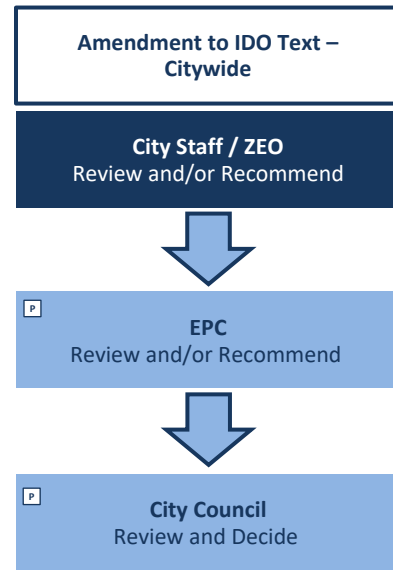 Amendment to IDO Text –
Citywide
City Staff / ZEO
Review and/or Recommend
P
EPC
Review and/or Recommend
P
City Council
Review and Decide